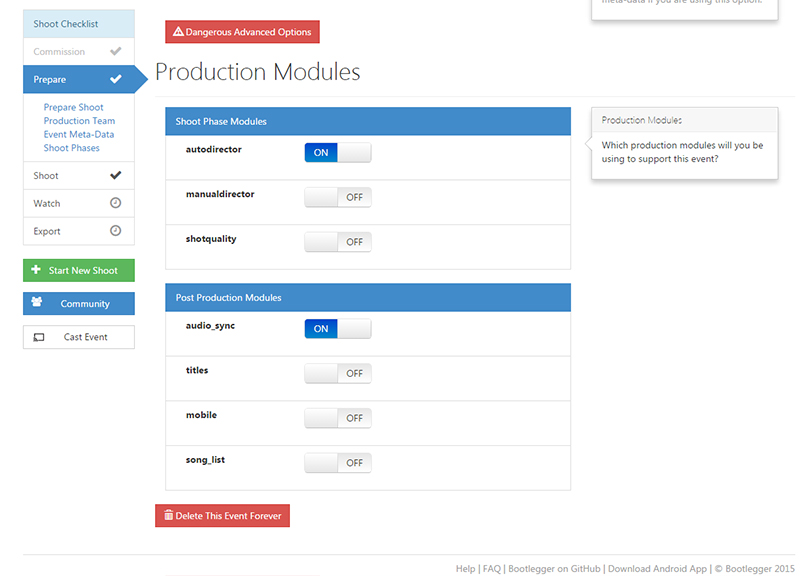 meta-data if you are using this option.
Shoot Checklist
Commission
Prepare
Prepare Shoot
Production Team
Event Meta-Data
Shoot Phases
Shoot
Watch
Export
Start New Shoot
Community
Cast Event
Dangerous Advanced Options
Production Modules
Shoot Phase Modules
autodirector ON
manualdirector OFF
shotquality OFF
Post Production Modules
audio_sync ON
titles OFF
mobile OFF
song_list OFF
Delete This Event Forever
Production Modules
Which production modules will you be
using to support this event?
Help | FAQ | Bootlegger on GitHub | Download Android App | © Bootlegger 2015